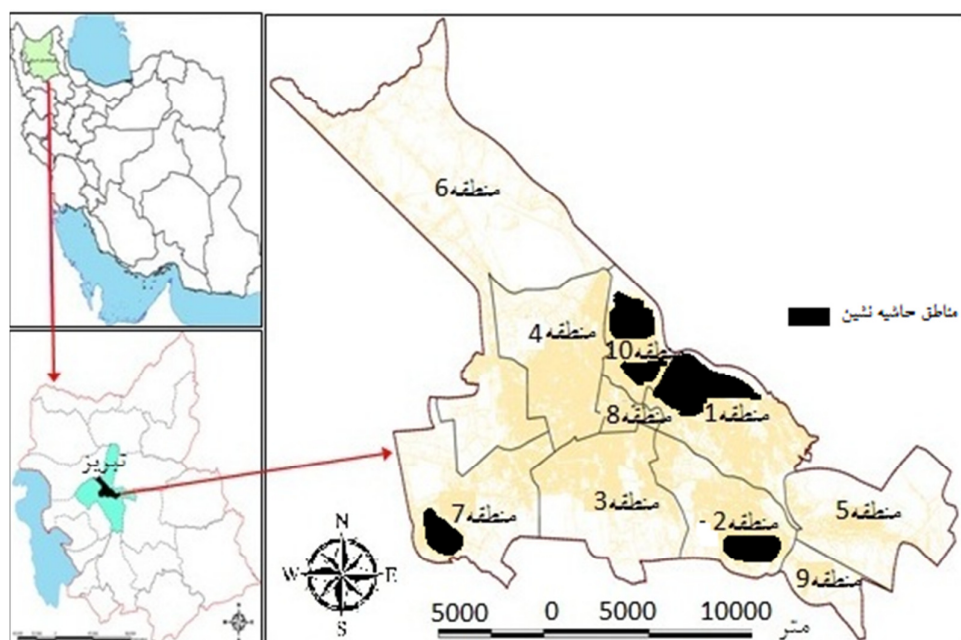 منطقه 6
منطقه 4
مناطق حاشیه نشین
منطقه 10
منطقه 8
منطقه 1
تبریز
منطقه 7
منطقه 3
منطقه 2 -
منطقه 5
منطقه 9
N
W E
S
5000 0 5000 10000
متر